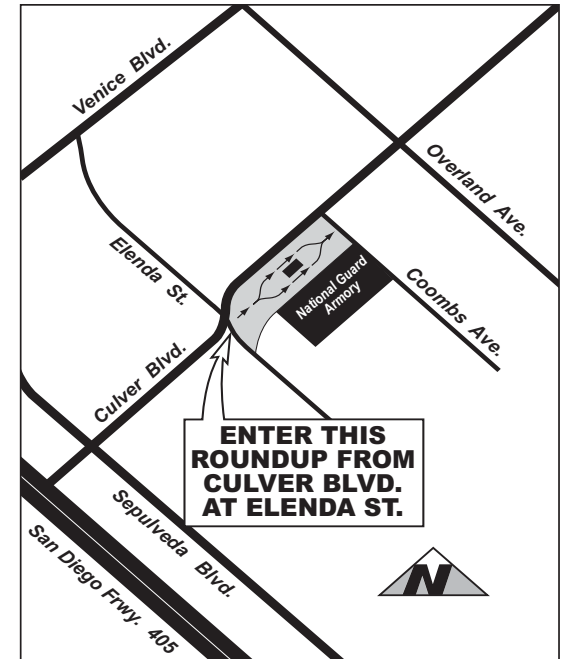 Venice Blvd.
Overland Ave.
Elenda St.
National Guard
Armory
Coombs Ave.
Culver Blvd.
ENTER THIS
ROUNDUP FROM
CULVER BLVD.
AT ELENDA ST.
Sepulveda Blvd.
San Diego Frwy. 405
N